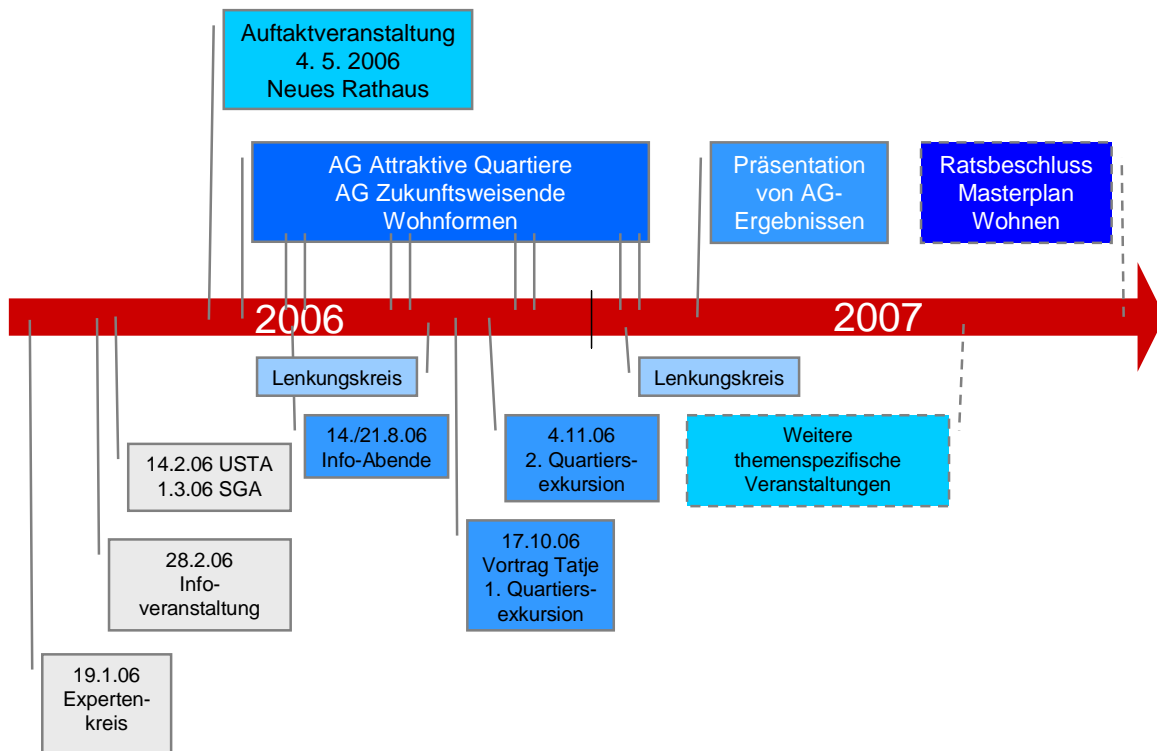 Auftaktveranstaltung
4. 5. 2006
Neues Rathaus
AG Attraktive Quartiere
AG Zukunftsweisende
Wohnformen
Präsentation
von AG-
Ergebnissen
Ratsbeschluss
Masterplan
Wohnen
2006
2007
Lenkungskreis
Lenkungskreis
14./21.8.06
Info-Abende
4.11.06
2. Quartiers-
exkursion
Weitere
themenspezifische
Veranstaltungen
14.2.06 USTA
1.3.06 SGA
28.2.06
Info-
veranstaltung
17.10.06
Vortrag Tatje
1. Quartiers-
exkursion
19.1.06
Experten-
kreis